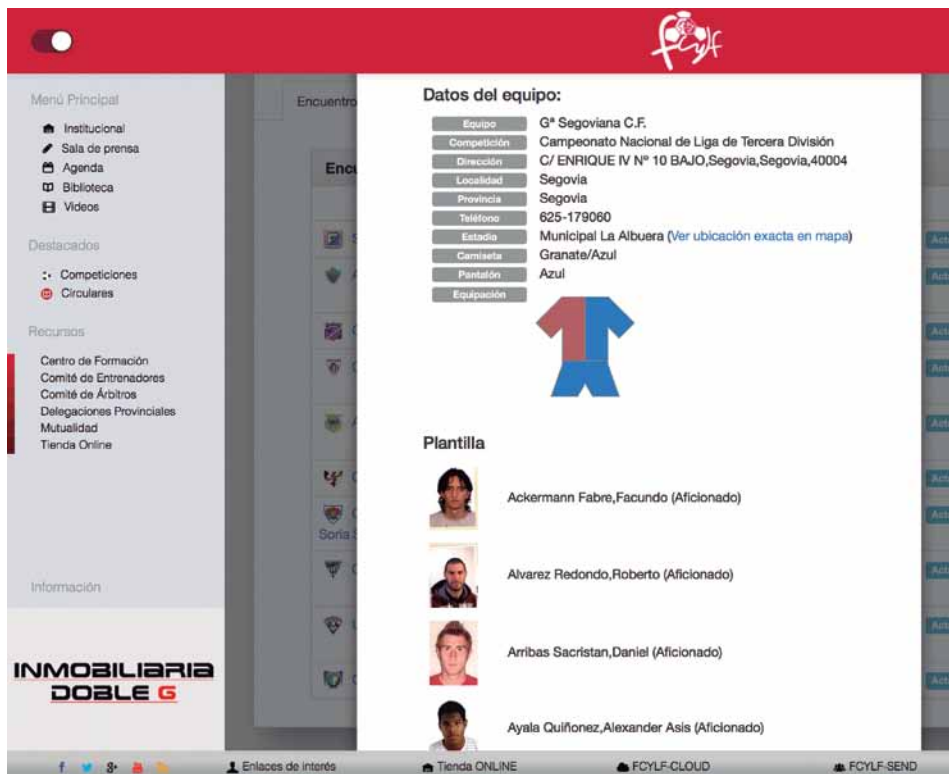 fcylf
Menú Principal
Institucional
Sala de prensa
Agenda
Biblioteca
Videos
Destacados
Competiciones
Circulares
Recursos
Centro de Formación
Comité de Entrenadores
Comité de Árbitros
Delegaciones Provinciales
Mutualidad
Tienda Online
Información
INMOBILIARIA
DOBLE G
Encuentro
Encu
Soria S
Datos del equipo:
Equipo Gª Segoviana C.F.
Competición Campeonato Nacional de Liga de Tercera División
Dirección C/ ENRIQUE IV Nº 10 BAJO,Segovia,Segovia,40004
Localidad Segovia
Provincia Segovia
Teléfono 625-179060
Estadio Municipal La Albuera (Ver ubicación exacta en mapa)
Camiseta Granate/Azul
Pantalón Azul
Equipación
Plantilla
Ackermann Fabre,Facundo (Aficionado)
Alvarez Redondo,Roberto (Aficionado)
Arribas Sacristan,Daniel (Aficionado)
Ayala Quiñonez,Alexander Asis (Aficionado)
Enlaces de interés Tienda ONLINE FCYLF-CLOUD FCYLF-SEND